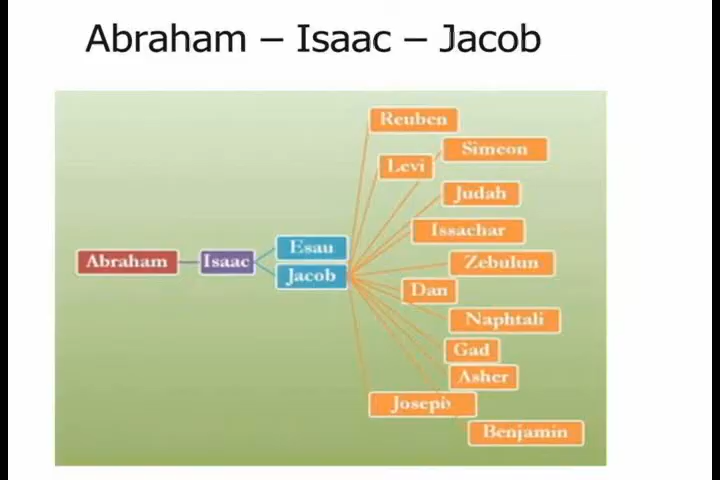 Abraham – Isaac – Jacob
Reuben
Simeon
Levi
Judah
Issachar
Esau
Abraham
Isaac
Zebulun
Jacob
Dan
Naphtali
Gad
Asher
Joseph
Benjamin